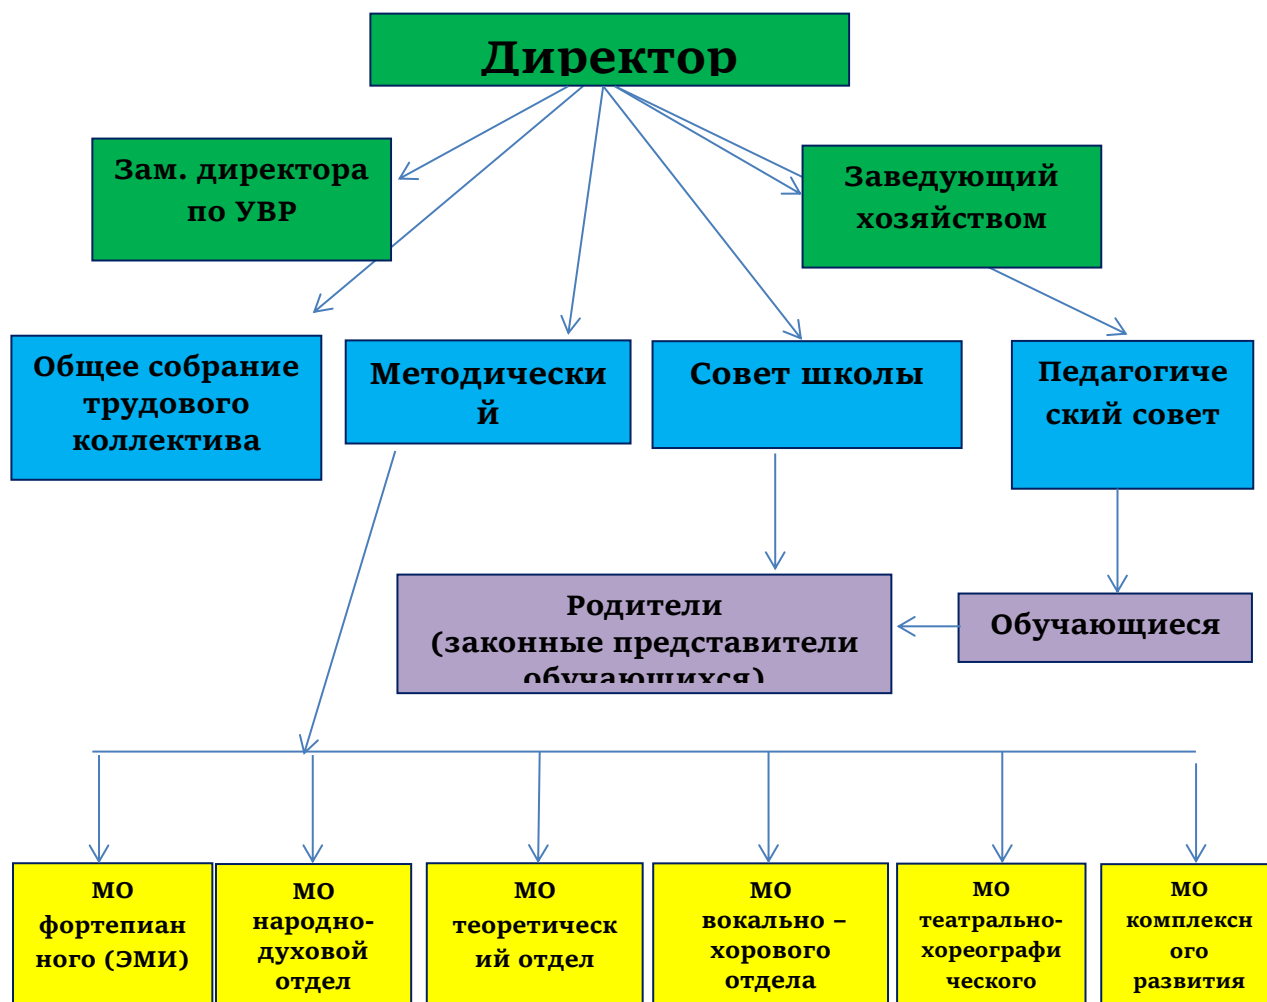 Директор
Зам. директора
по УВР
Заведующий
хозяйством
Общее собрание
трудового
коллектива
Методически
й
Совет школы
Педагогиче
ский совет
Родители
(законные представители
обучающихся)
Обучающиеся
МО
фортепиан
ного (ЭМИ)
МО
народно-
духовой
отдел
МО
теоретическ
ий отдел
МО
вокально –
хорового
отдела
МО
театрально-
хореографи
ческого
МО
комплексн
ого
развития